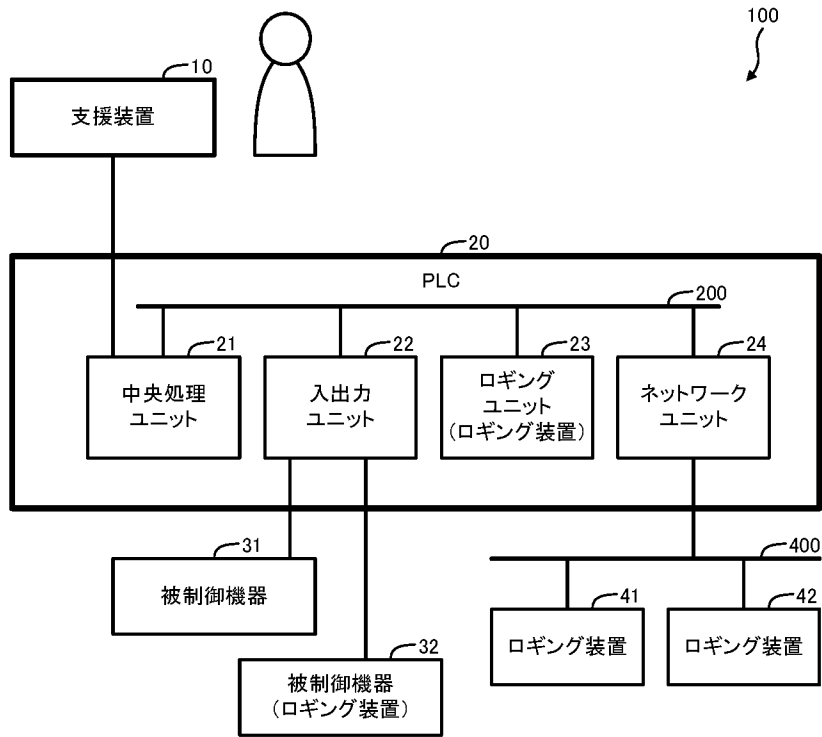 100
10
支援装置
20
PLC
200
21
中央処理
ユニット
22
入出力
ユニット
23
ロギング
ユニット
(ロギング装置)
24
ネットワーク
ユニット
31
被制御機器
32
被制御機器
(ロギング装置)
400
41
ロギング装置
42
ロギング装置